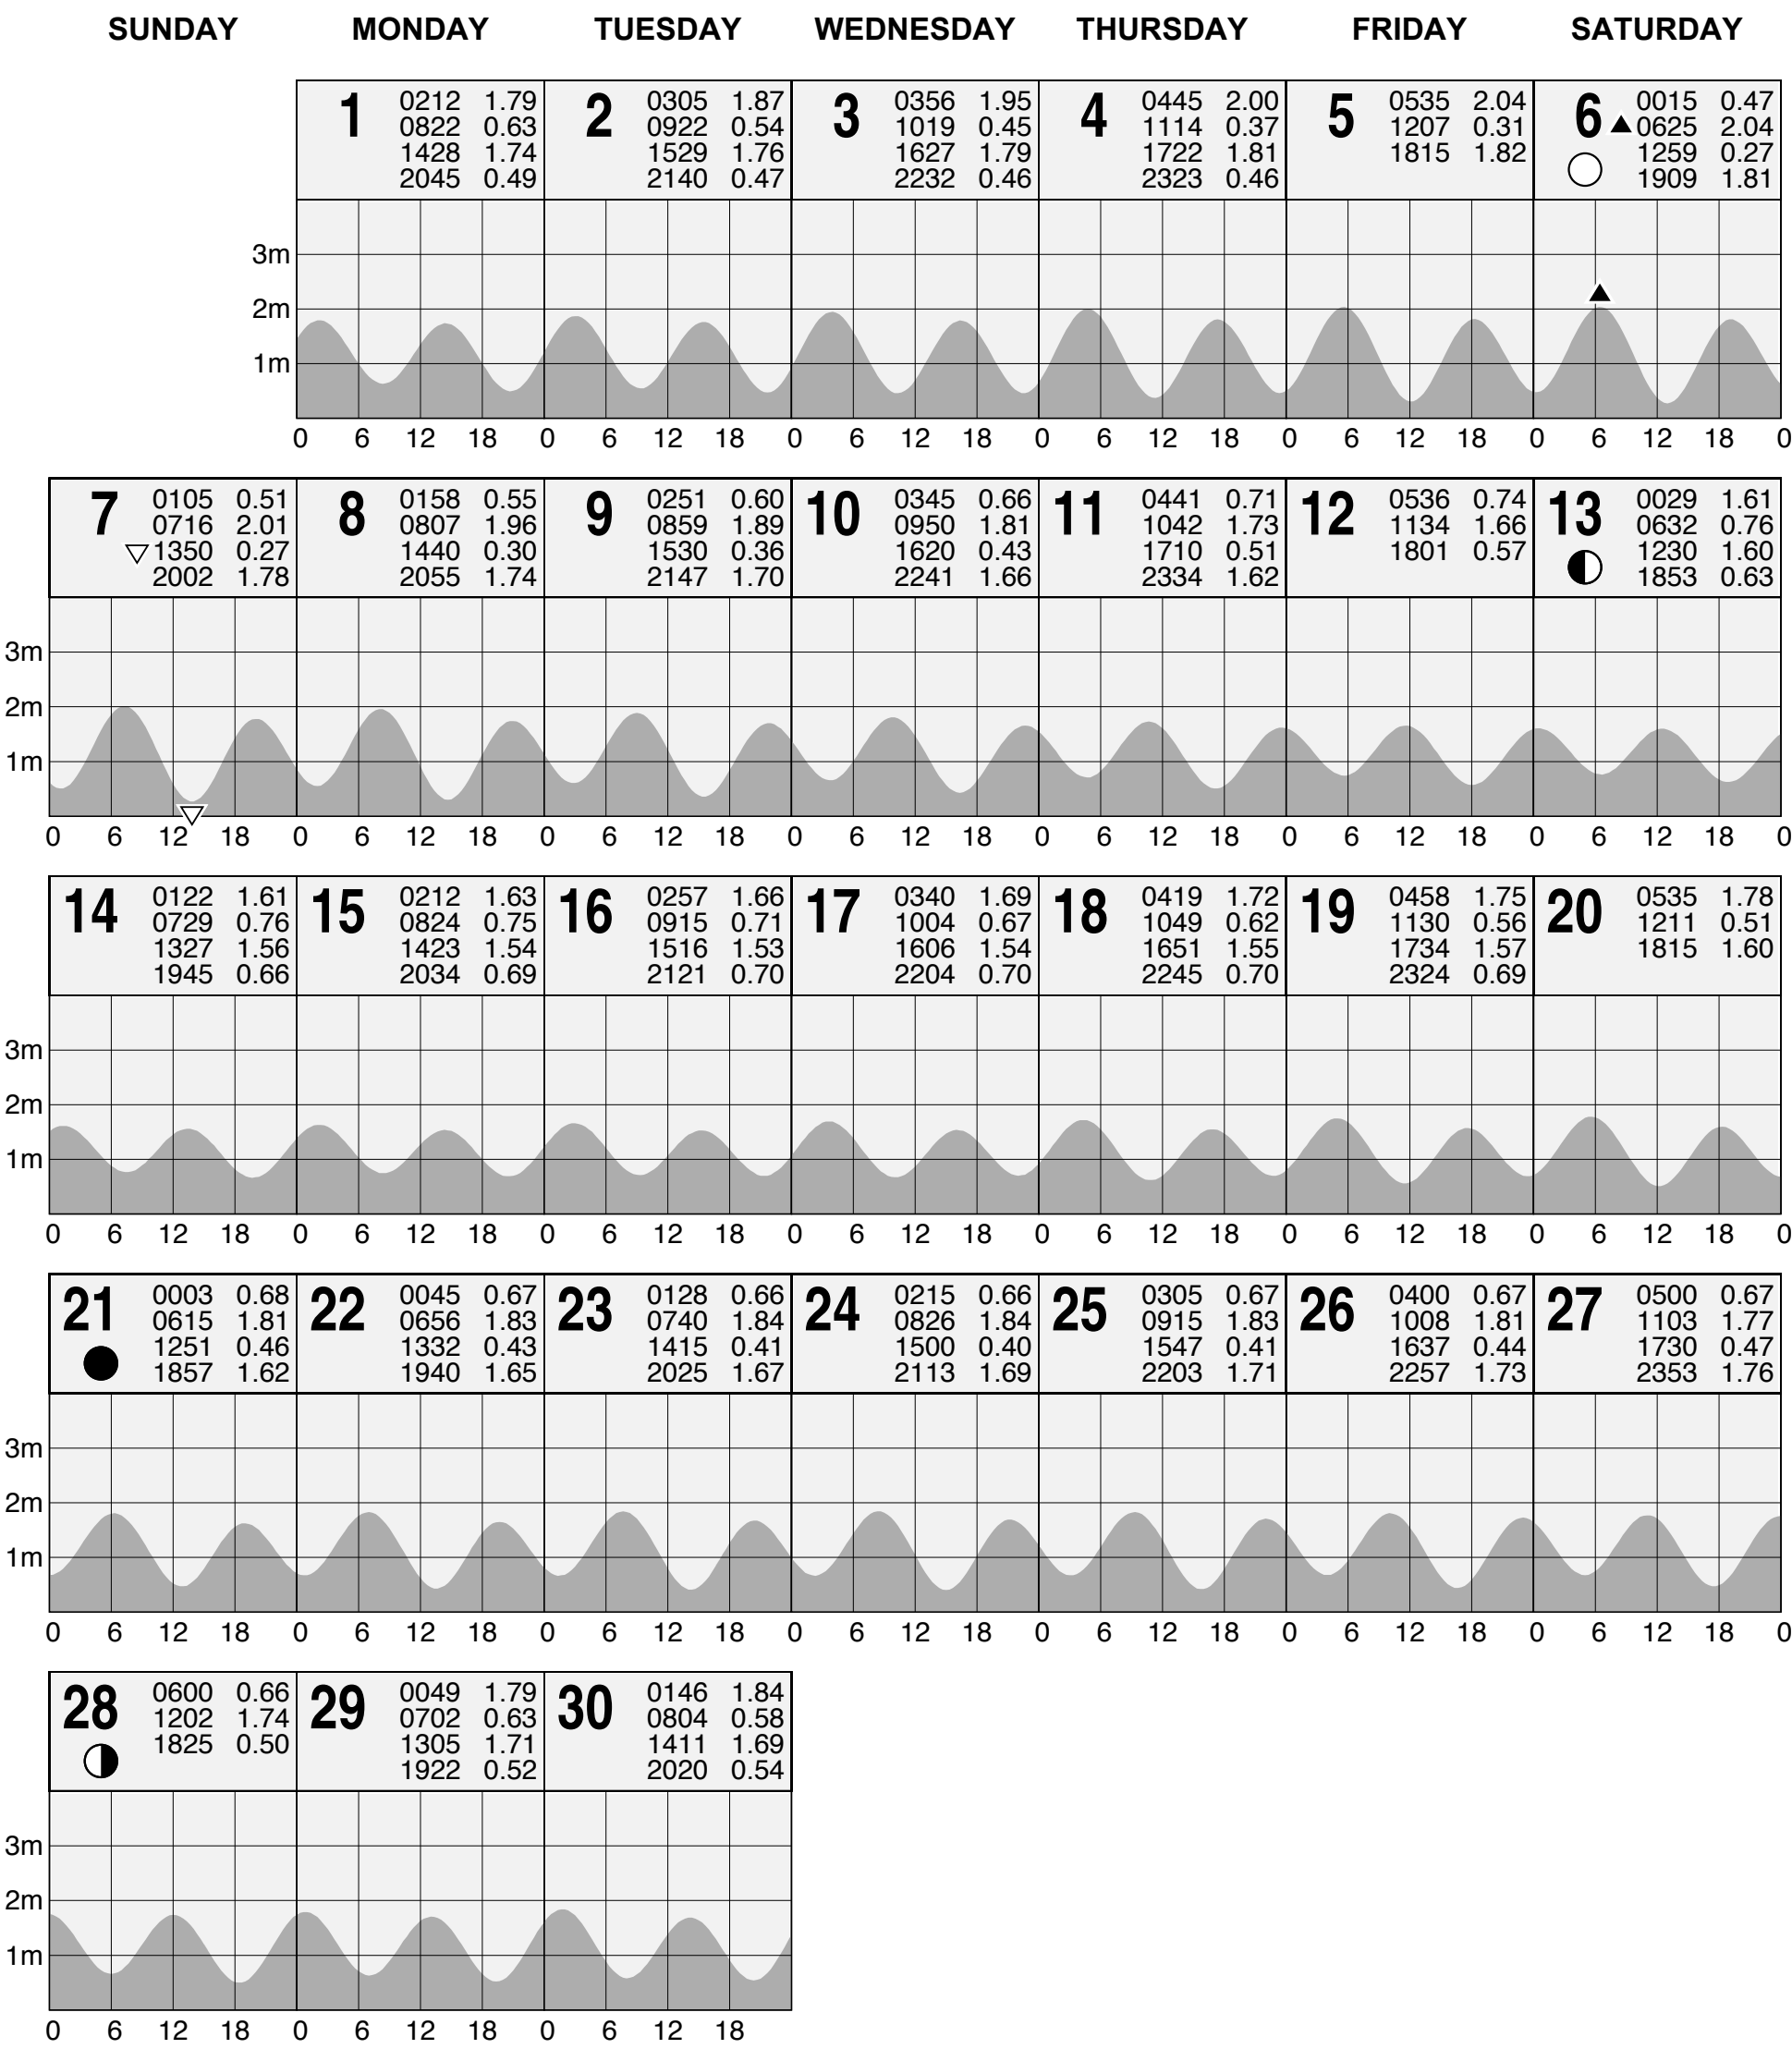 SUNDAY MONDAY TUESDAY WEDNESDAY THURSDAY FRIDAY SATURDAY
1 0212 1.79
0822 0.63
1428 1.74
2045 0.49
2 0305 1.87
0922 0.54
1529 1.76
2140 0.47
3 0356 1.95
1019 0.45
1627 1.79
2232 0.46
4 0445 2.00
1114 0.37
1722 1.81
2323 0.46
5 0535 2.04
1207 0.31
1815 1.82
6 0015 0.47
0625 2.04
1259 0.27
1909 1.81
3m
2m
1m
0 6 12 18 0 6 12 18 0 6 12 18 0 6 12 18 0 6 12 18 0 6 12 18 0
7 0105 0.51
0716 2.01
1350 0.27
2002 1.78
8 0158 0.55
0807 1.96
1440 0.30
2055 1.74
9 0251 0.60
0859 1.89
1530 0.36
2147 1.70
10 0345 0.66
0950 1.81
1620 0.43
2241 1.66
11 0441 0.71
1042 1.73
1710 0.51
2334 1.62
12 0536 0.74
1134 1.66
1801 0.57
13 0029 1.61
0632 0.76
1230 1.60
1853 0.63
3m
2m
1m
0 6 12 18 0 6 12 18 0 6 12 18 0 6 12 18 0 6 12 18 0 6 12 18 0 6 12 18 0
14 0122 1.61
0729 0.76
1327 1.56
1945 0.66
15 0212 1.63
0824 0.75
1423 1.54
2034 0.69
16 0257 1.66
0915 0.71
1516 1.53
2121 0.70
17 0340 1.69
1004 0.67
1606 1.54
2204 0.70
18 0419 1.72
1049 0.62
1651 1.55
2245 0.70
19 0458 1.75
1130 0.56
1734 1.57
2324 0.69
20 0535 1.78
1211 0.51
1815 1.60
3m
2m
1m
0 6 12 18 0 6 12 18 0 6 12 18 0 6 12 18 0 6 12 18 0 6 12 18 0 6 12 18 0
21 0003 0.68
0615 1.81
1251 0.46
1857 1.62
22 0045 0.67
0656 1.83
1332 0.43
1940 1.65
23 0128 0.66
0740 1.84
1415 0.41
2025 1.67
24 0215 0.66
0826 1.84
1500 0.40
2113 1.69
25 0305 0.67
0915 1.83
1547 0.41
2203 1.71
26 0400 0.67
1008 1.81
1637 0.44
2257 1.73
27 0500 0.67
1103 1.77
1730 0.47
2353 1.76
3m
2m
1m
0 6 12 18 0 6 12 18 0 6 12 18 0 6 12 18 0 6 12 18 0 6 12 18 0 6 12 18 0
28 0600 0.66
1202 1.74
1825 0.50
29 0049 1.79
0702 0.63
1305 1.71
1922 0.52
30 0146 1.84
0804 0.58
1411 1.69
2020 0.54
3m
2m
1m
0 6 12 18 0 6 12 18 0 6 12 18